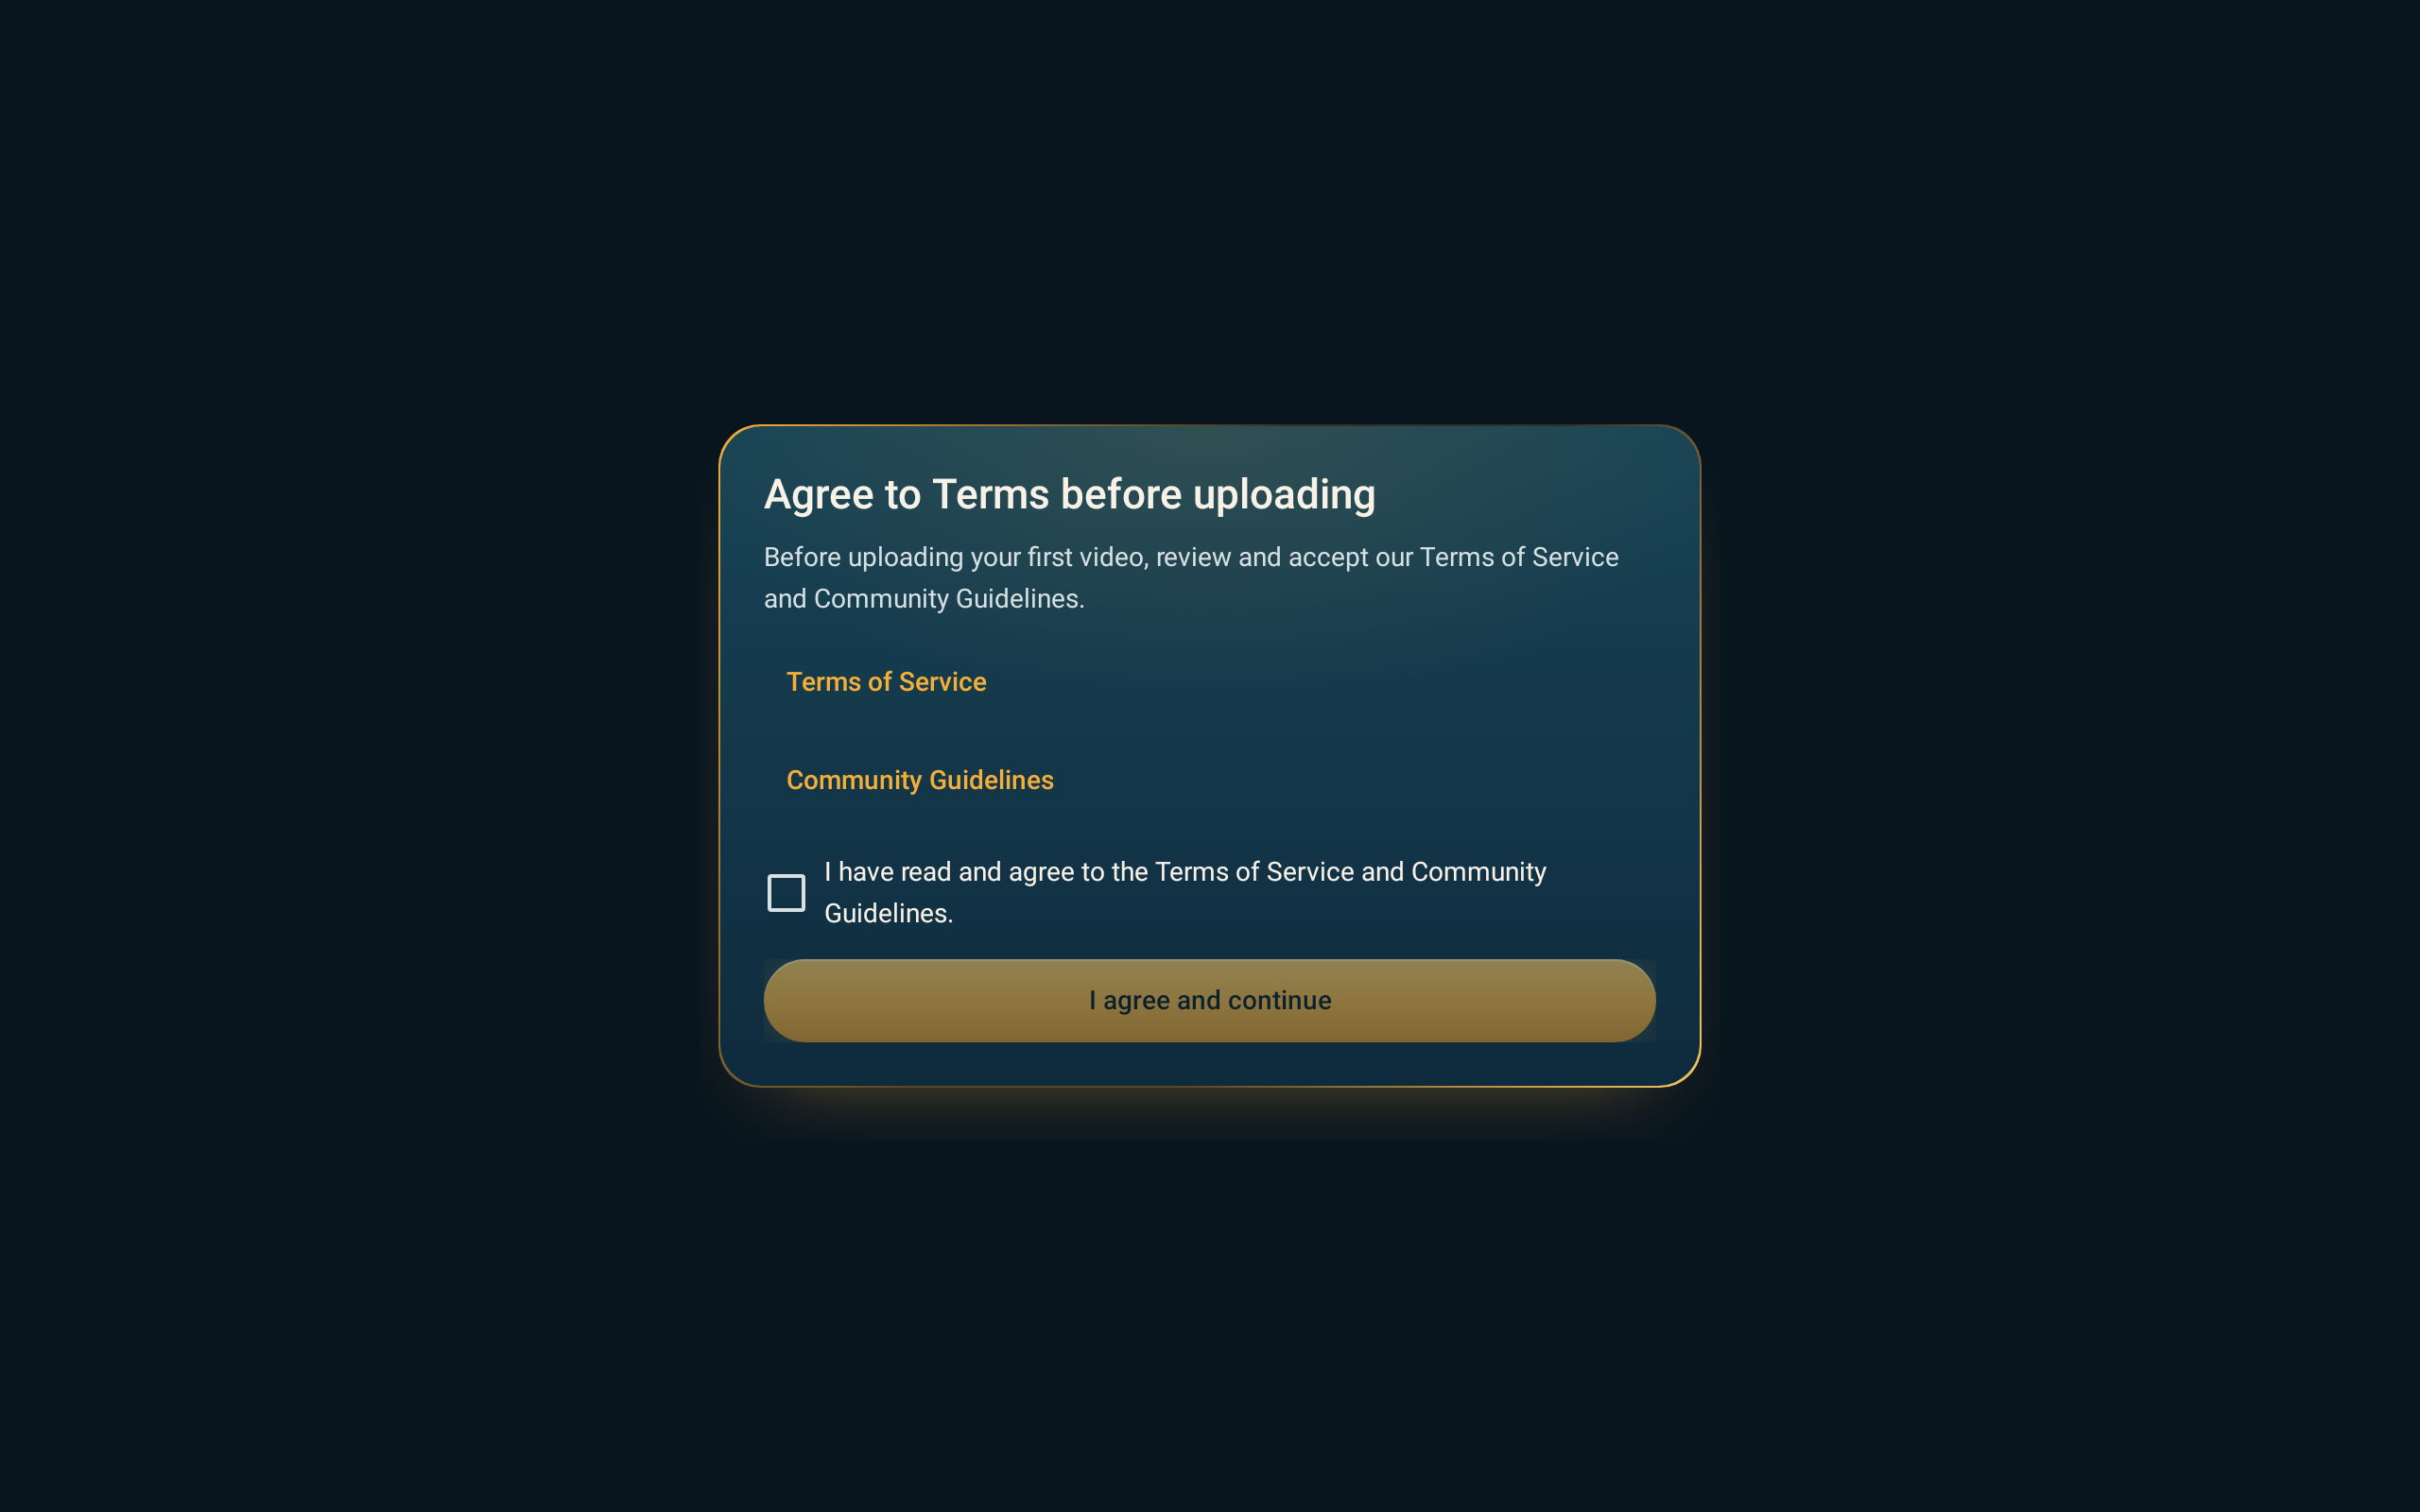 Agree to Terms before uploading
Before uploading your first video, review and accept our Terms of Service
and Community Guidelines.
Terms of Service
Community Guidelines
I have read and agree to the Terms of Service and Community
Guidelines.
I agree and continue